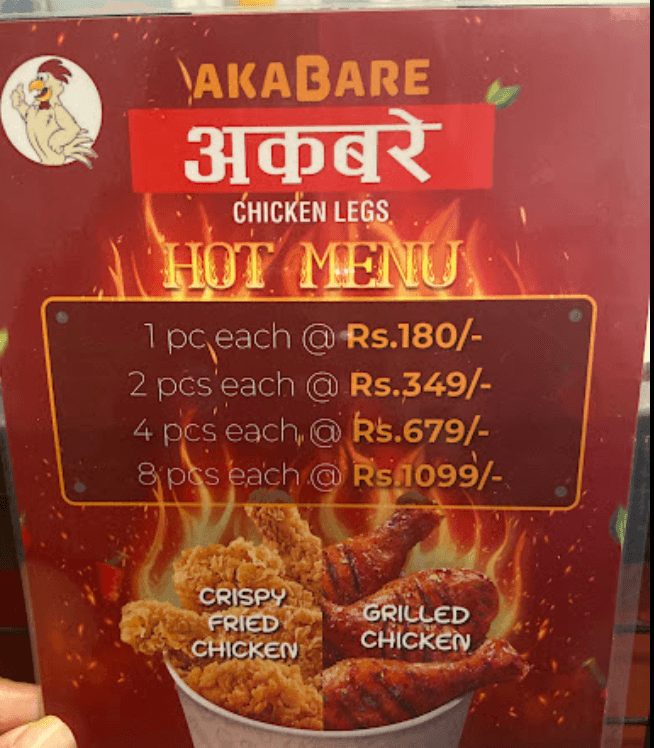 AKABARE
अकबरे
CHICKEN LEGS
HOT MENU
1 pc each @ Rs.180/-
2 pcs each @ Rs.349/-
4 pcs each @ Rs.679/-
8 pcs each @ Rs.1099/-
CRISPY
FRIED
CHICKEN
GRILLED
CHICKEN